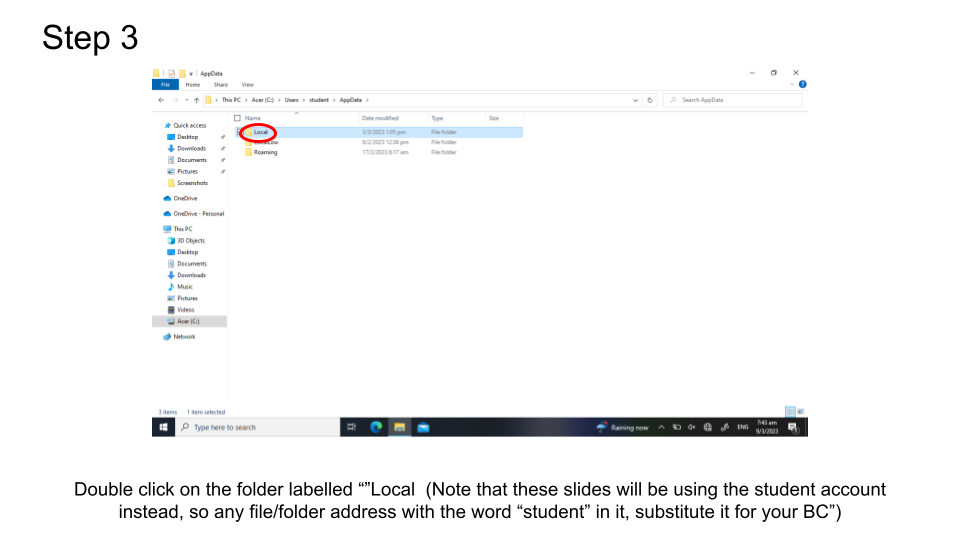 Step 3
AppData
File Home Share View
This PC > Acer (C:) > Users > student > AppData >
Search AppData
Name Date modified Type Size
Local 3/3/2023 1:05 pm File folder
8/2/2023 12:36 pm File folder
Roaming 17/2/2023 6:17 am File folder
Quick access
Desktop
Downloads
Documents
Pictures
Screenshots
OneDrive
OneDrive - Personal
This PC
3D Objects
Desktop
Documents
Downloads
Music
Pictures
Videos
Acer (C:)
Network
3 items 1 item selected
Type here to search
Raining now
ENG
7:43 am
9/3/2023
Double click on the folder labelled “”Local (Note that these slides will be using the student account
instead, so any file/folder address with the word “student” in it, substitute it for your BC”)